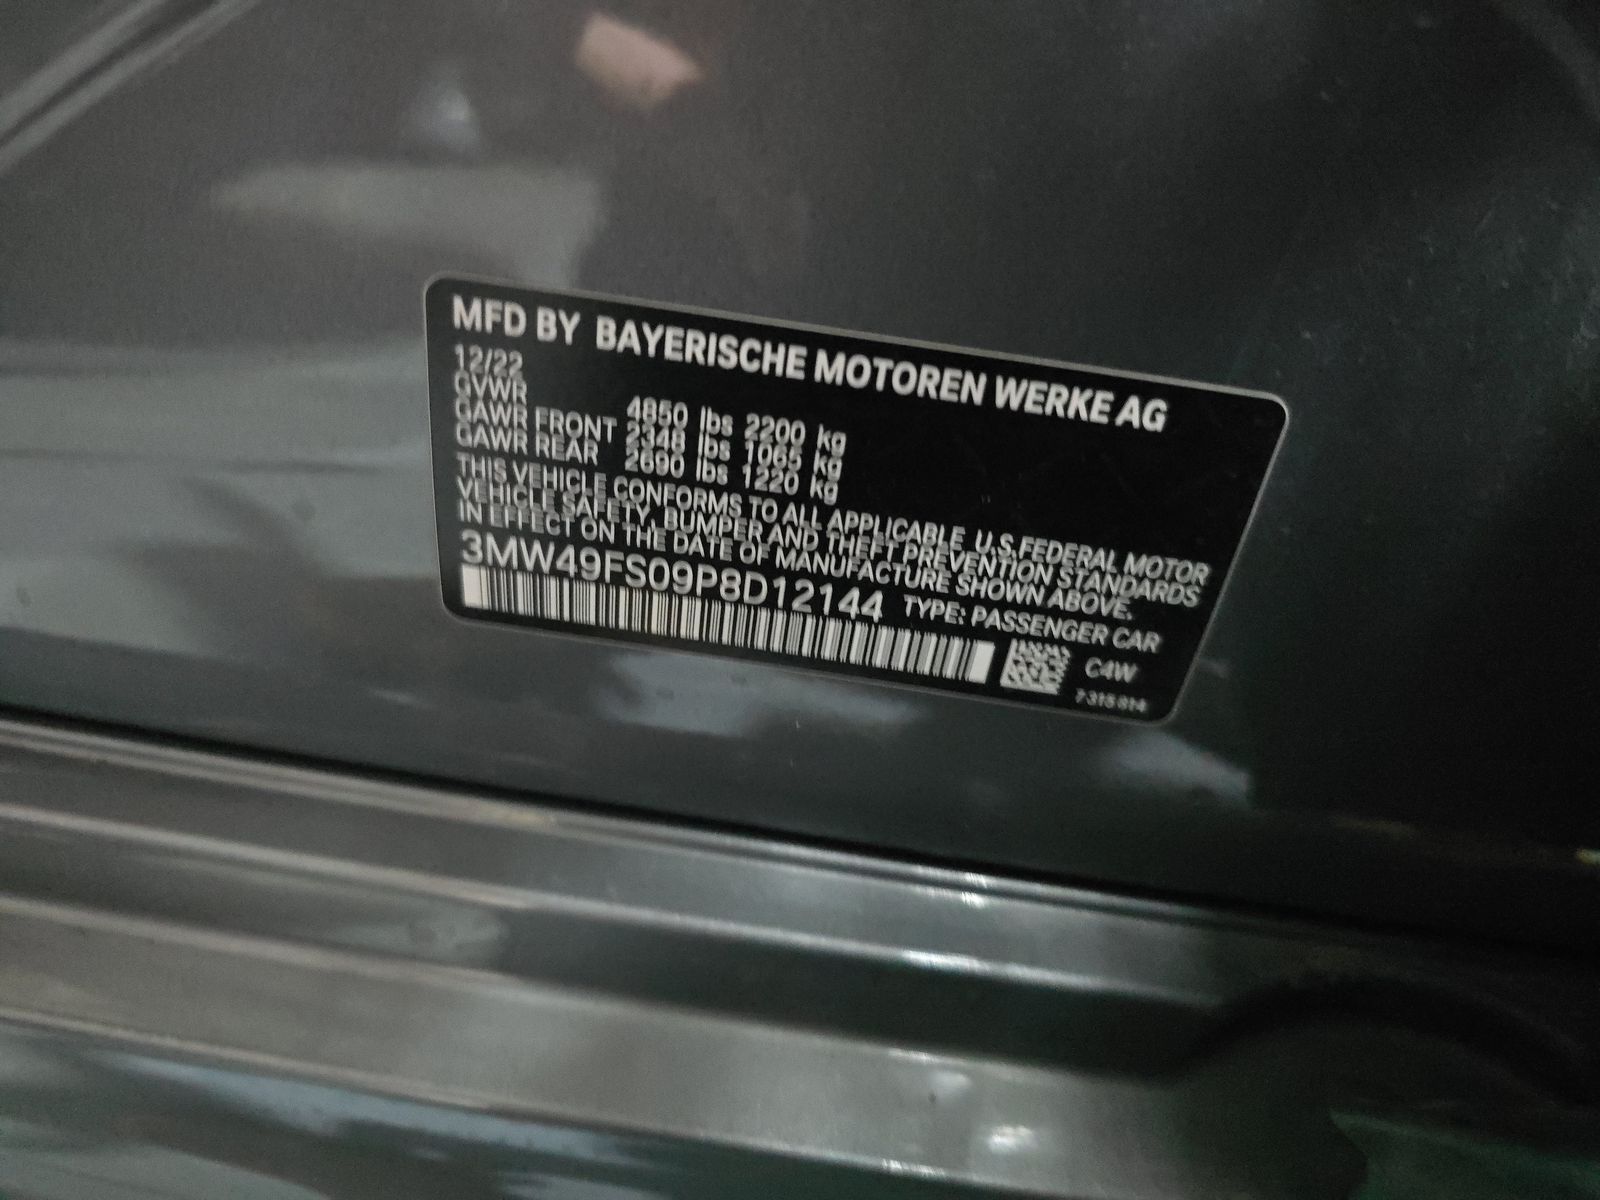 MFD BY BAYERISCHE MOTOREN WERKE AG
12/22
GVWR 4850 lbs 2200 kg
GAWR FRONT 2348 lbs 1065 kg
GAWR REAR 2690 lbs 1220 kg
THIS VEHICLE CONFORMS TO ALL APPLICABLE U.S.FEDERAL MOTOR
VEHICLE SAFETY, BUMPER AND THEFT PREVENTION STANDARDS
IN EFFECT ON THE DATE OF MANUFACTURE SHOWN ABOVE.
3MW49FS09P8D12144 TYPE: PASSENGER CAR
C4W